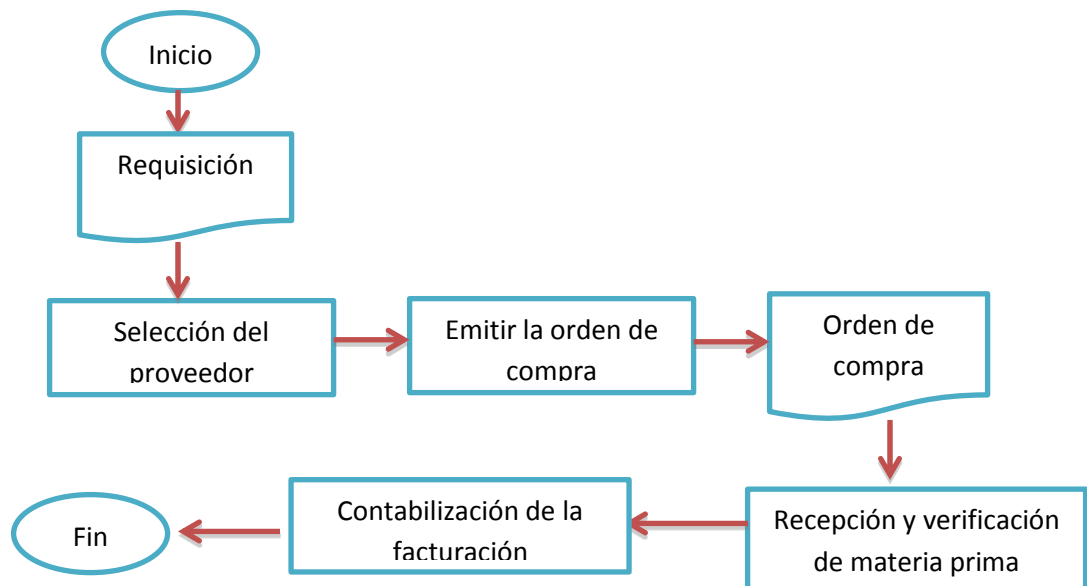 Inicio
Requisición
Selección del
proveedor
Emitir la orden de
compra
Orden de
compra
Recepción y verificación
de materia prima
Contabilización de la
facturación
Fin